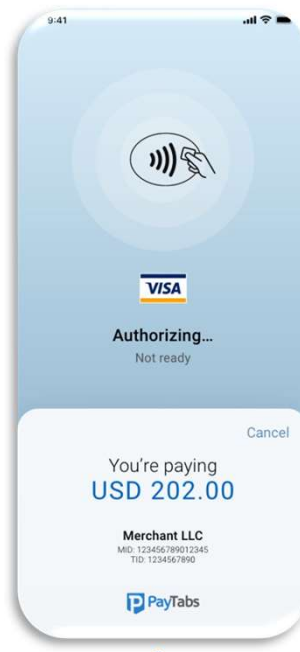 9:41
VISA
Authorizing...
Not ready
Cancel
You're paying
USD 202.00
Merchant LLC
MID: 123456789012345
TID: 1234567890
PayTabs